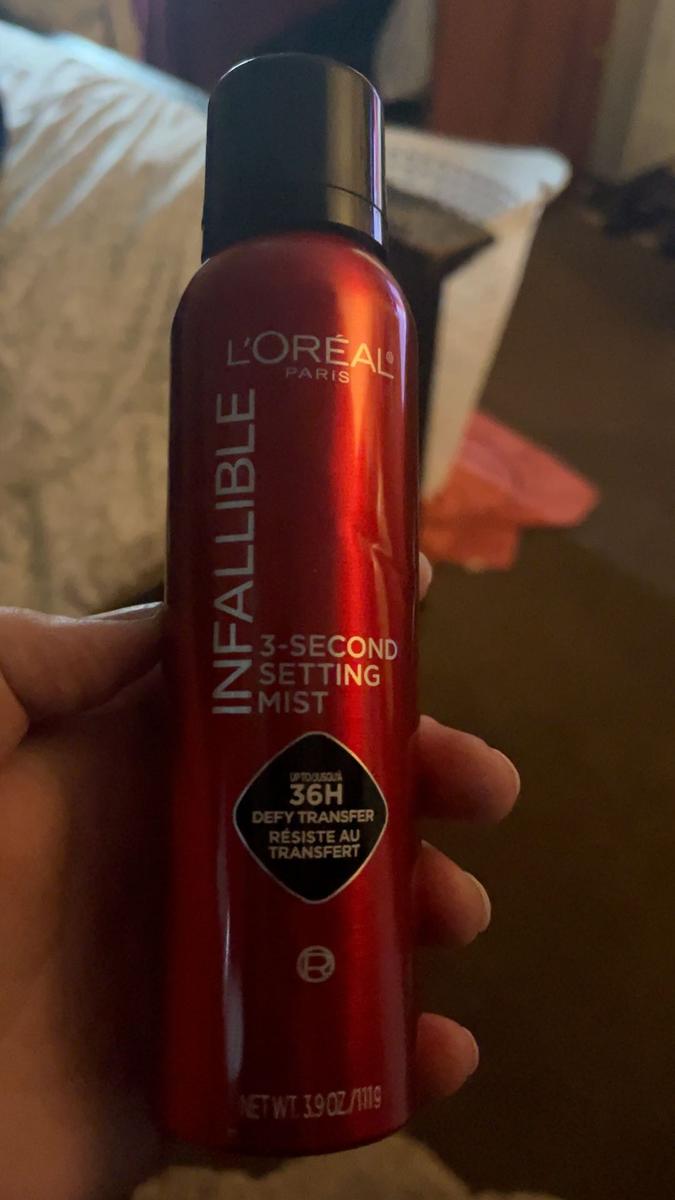 L'ORÉAL®
PARIS
INFALLIBLE
3-SECOND
SETTING
MIST
UP TO/JUSQU'À
36H
DEFY TRANSFER
RÉSISTE AU
TRANSFERT
R
NET WT. 3.9 OZ/111g